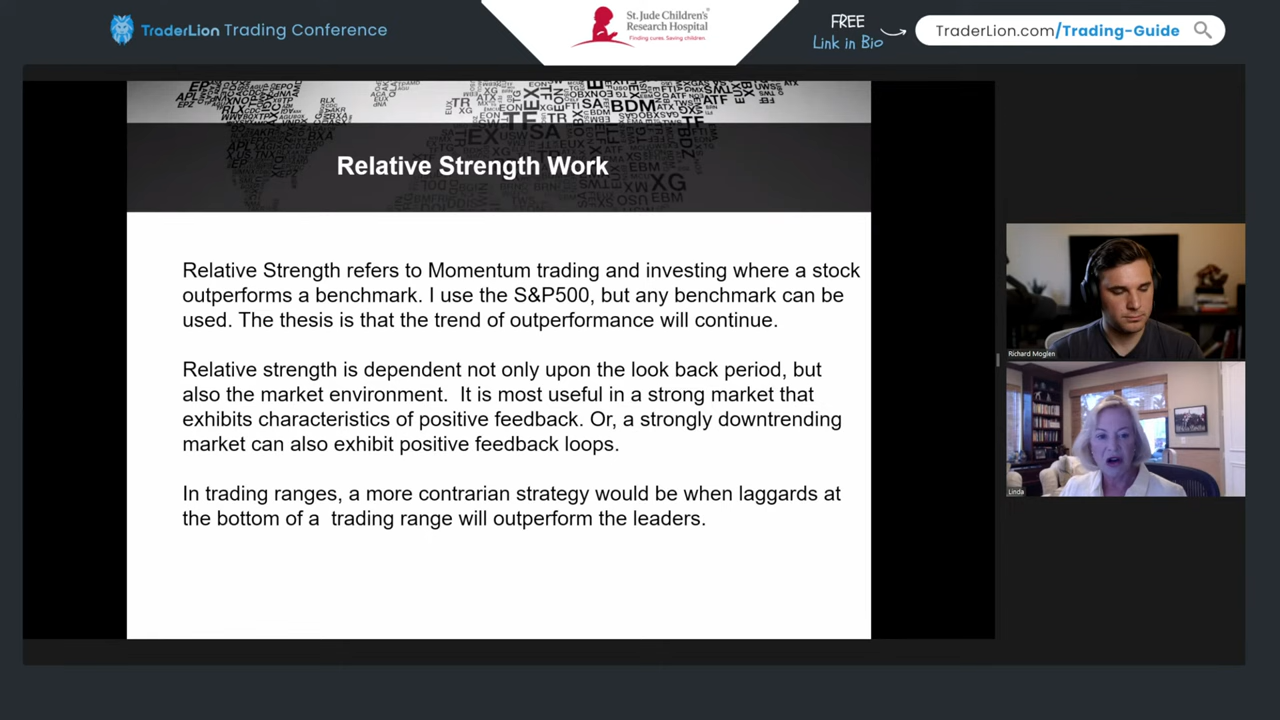 TraderLion Trading Conference
St. Jude Children's
Research Hospital
Finding cures. Saving children.
FREE
Link in Bio
TraderLion.com/Trading-Guide
Relative Strength Work
Relative Strength refers to Momentum trading and investing where a stock
outperforms a benchmark. I use the S&P500, but any benchmark can be
used. The thesis is that the trend of outperformance will continue.
Relative strength is dependent not only upon the look back period, but
also the market environment.  It is most useful in a strong market that
exhibits characteristics of positive feedback. Or, a strongly downtrending
market can also exhibit positive feedback loops.
In trading ranges, a more contrarian strategy would be when laggards at
the bottom of a  trading range will outperform the leaders.
Richard Moglen
Linda